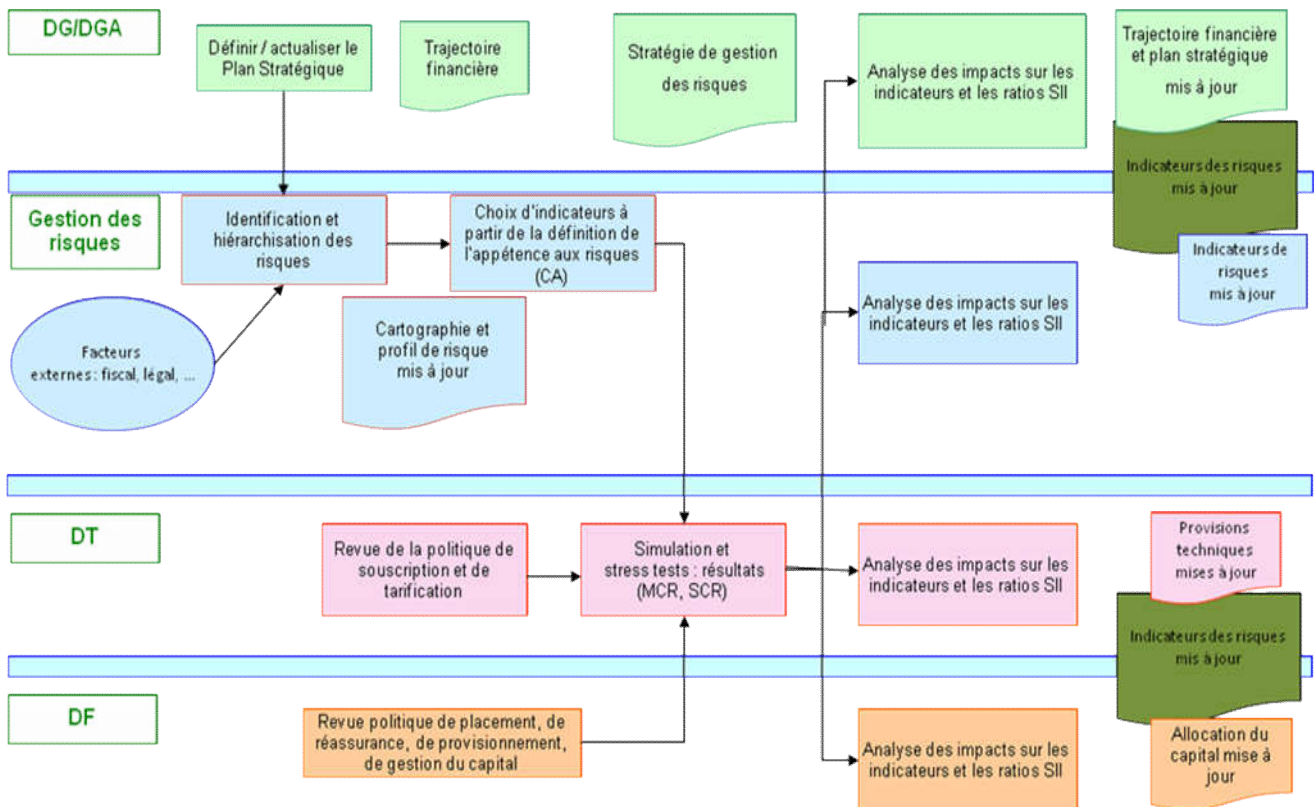 DG/DGA
Définir / actualiser le
Plan Stratégique
Trajectoire
financière
Stratégie de gestion
des risques
Analyse des impacts sur les
indicateurs et les ratios SII
Trajectoire financière
et plan stratégique
mis à jour
Indicateurs des risques
mis à jour
Gestion des
risques
Identification et
hiérarchisation des
risques
Choix d'indicateurs à
partir de la définition de
l'appétence aux risques
(CA)
Indicateurs de
risques
mis à jour
Analyse des impacts sur les
indicateurs et les ratios SII
Facteurs
externes : fiscal, légal, ...
Cartographie et
profil de risque
mis à jour
DT
Revue de la politique de
souscription et de
tarification
Simulation et
stress tests : résultats
(MCR, SCR)
Analyse des impacts sur les
indicateurs et les ratios SII
Provisions
techniques
mises à jour
Indicateurs des risques
mis à jour
DF
Revue politique de placement, de
réassurance, de provisionnement,
de gestion du capital
Analyse des impacts sur les
indicateurs et les ratios SII
Allocation du
capital mise à
jour